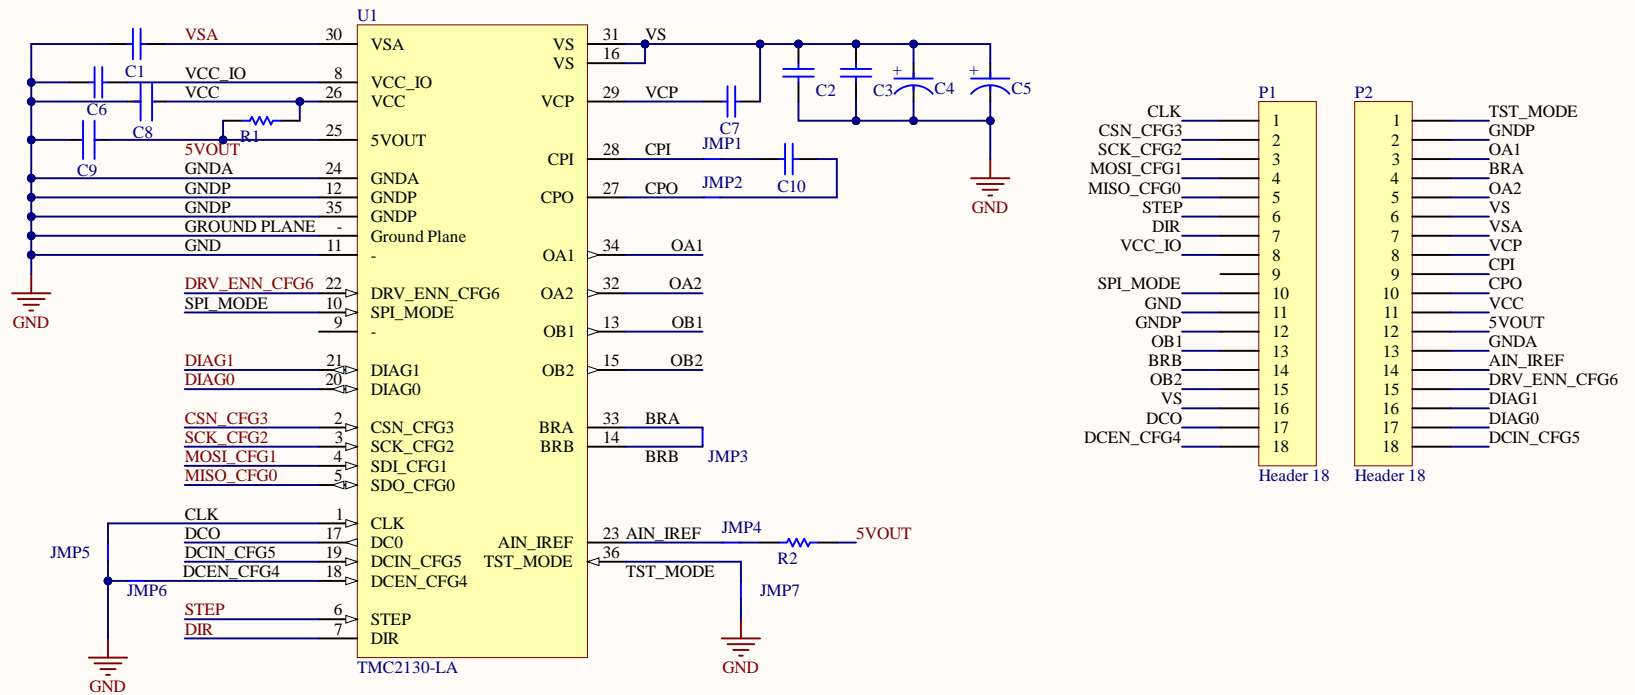 U1
VSA 30 VSA
C1
VCC_IO 8 VCC_IO
C6
VCC 26 VCC
C8
R1
25 5VOUT
5VOUT
C9
GNDA 24 GNDA
GNDP 12 GNDP
GNDP 35 GNDP
GROUND PLANE - Ground Plane
GND 11 -
GND
DRV_ENN_CFG6 22 DRV_ENN_CFG6
SPI_MODE 10 SPI_MODE
9 -
DIAG1 21 DIAG1
DIAG0 20 DIAG0
CSN_CFG3 2 CSN_CFG3
SCK_CFG2 3 SCK_CFG2
MOSI_CFG1 4 SDI_CFG1
MISO_CFG0 5 SDO_CFG0
CLK 1 CLK
DCO 17 DC0
JMP5
DCIN_CFG5 19 DCIN_CFG5
DCEN_CFG4 18 DCEN_CFG4
JMP6
STEP 6 STEP
DIR 7 DIR
GND
TMC2130-LA
VS 31 VS
VS 16
VCP 29 VCP
C7
C2
C3
+ C4
+ C5
GND
JMP1
CPI 28 CPI
C10
JMP2
CPO 27 CPO
OA1 34 OA1
OA2 32 OA2
OB1 13 OB1
OB2 15 OB2
BRA 33 BRA
BRB 14
BRB
JMP3
AIN_IREF 23 AIN_IREF JMP4 5VOUT
R2
TST_MODE 36
TST_MODE
JMP7
GND
P1
CLK 1
CSN_CFG3 2
SCK_CFG2 3
MOSI_CFG1 4
MISO_CFG0 5
STEP 6
DIR 7
VCC_IO 8
9
SPI_MODE 10
GND 11
GNDP 12
OB1 13
BRB 14
OB2 15
VS 16
DCO 17
DCEN_CFG4 18
Header 18
P2
1 TST_MODE
2 GNDP
3 OA1
4 BRA
5 OA2
6 VS
7 VSA
8 VCP
9 CPI
10 CPO
11 VCC
12 5VOUT
13 GNDA
14 AIN_IREF
15 DRV_ENN_CFG6
16 DIAG1
17 DIAG0
18 DCIN_CFG5
Header 18